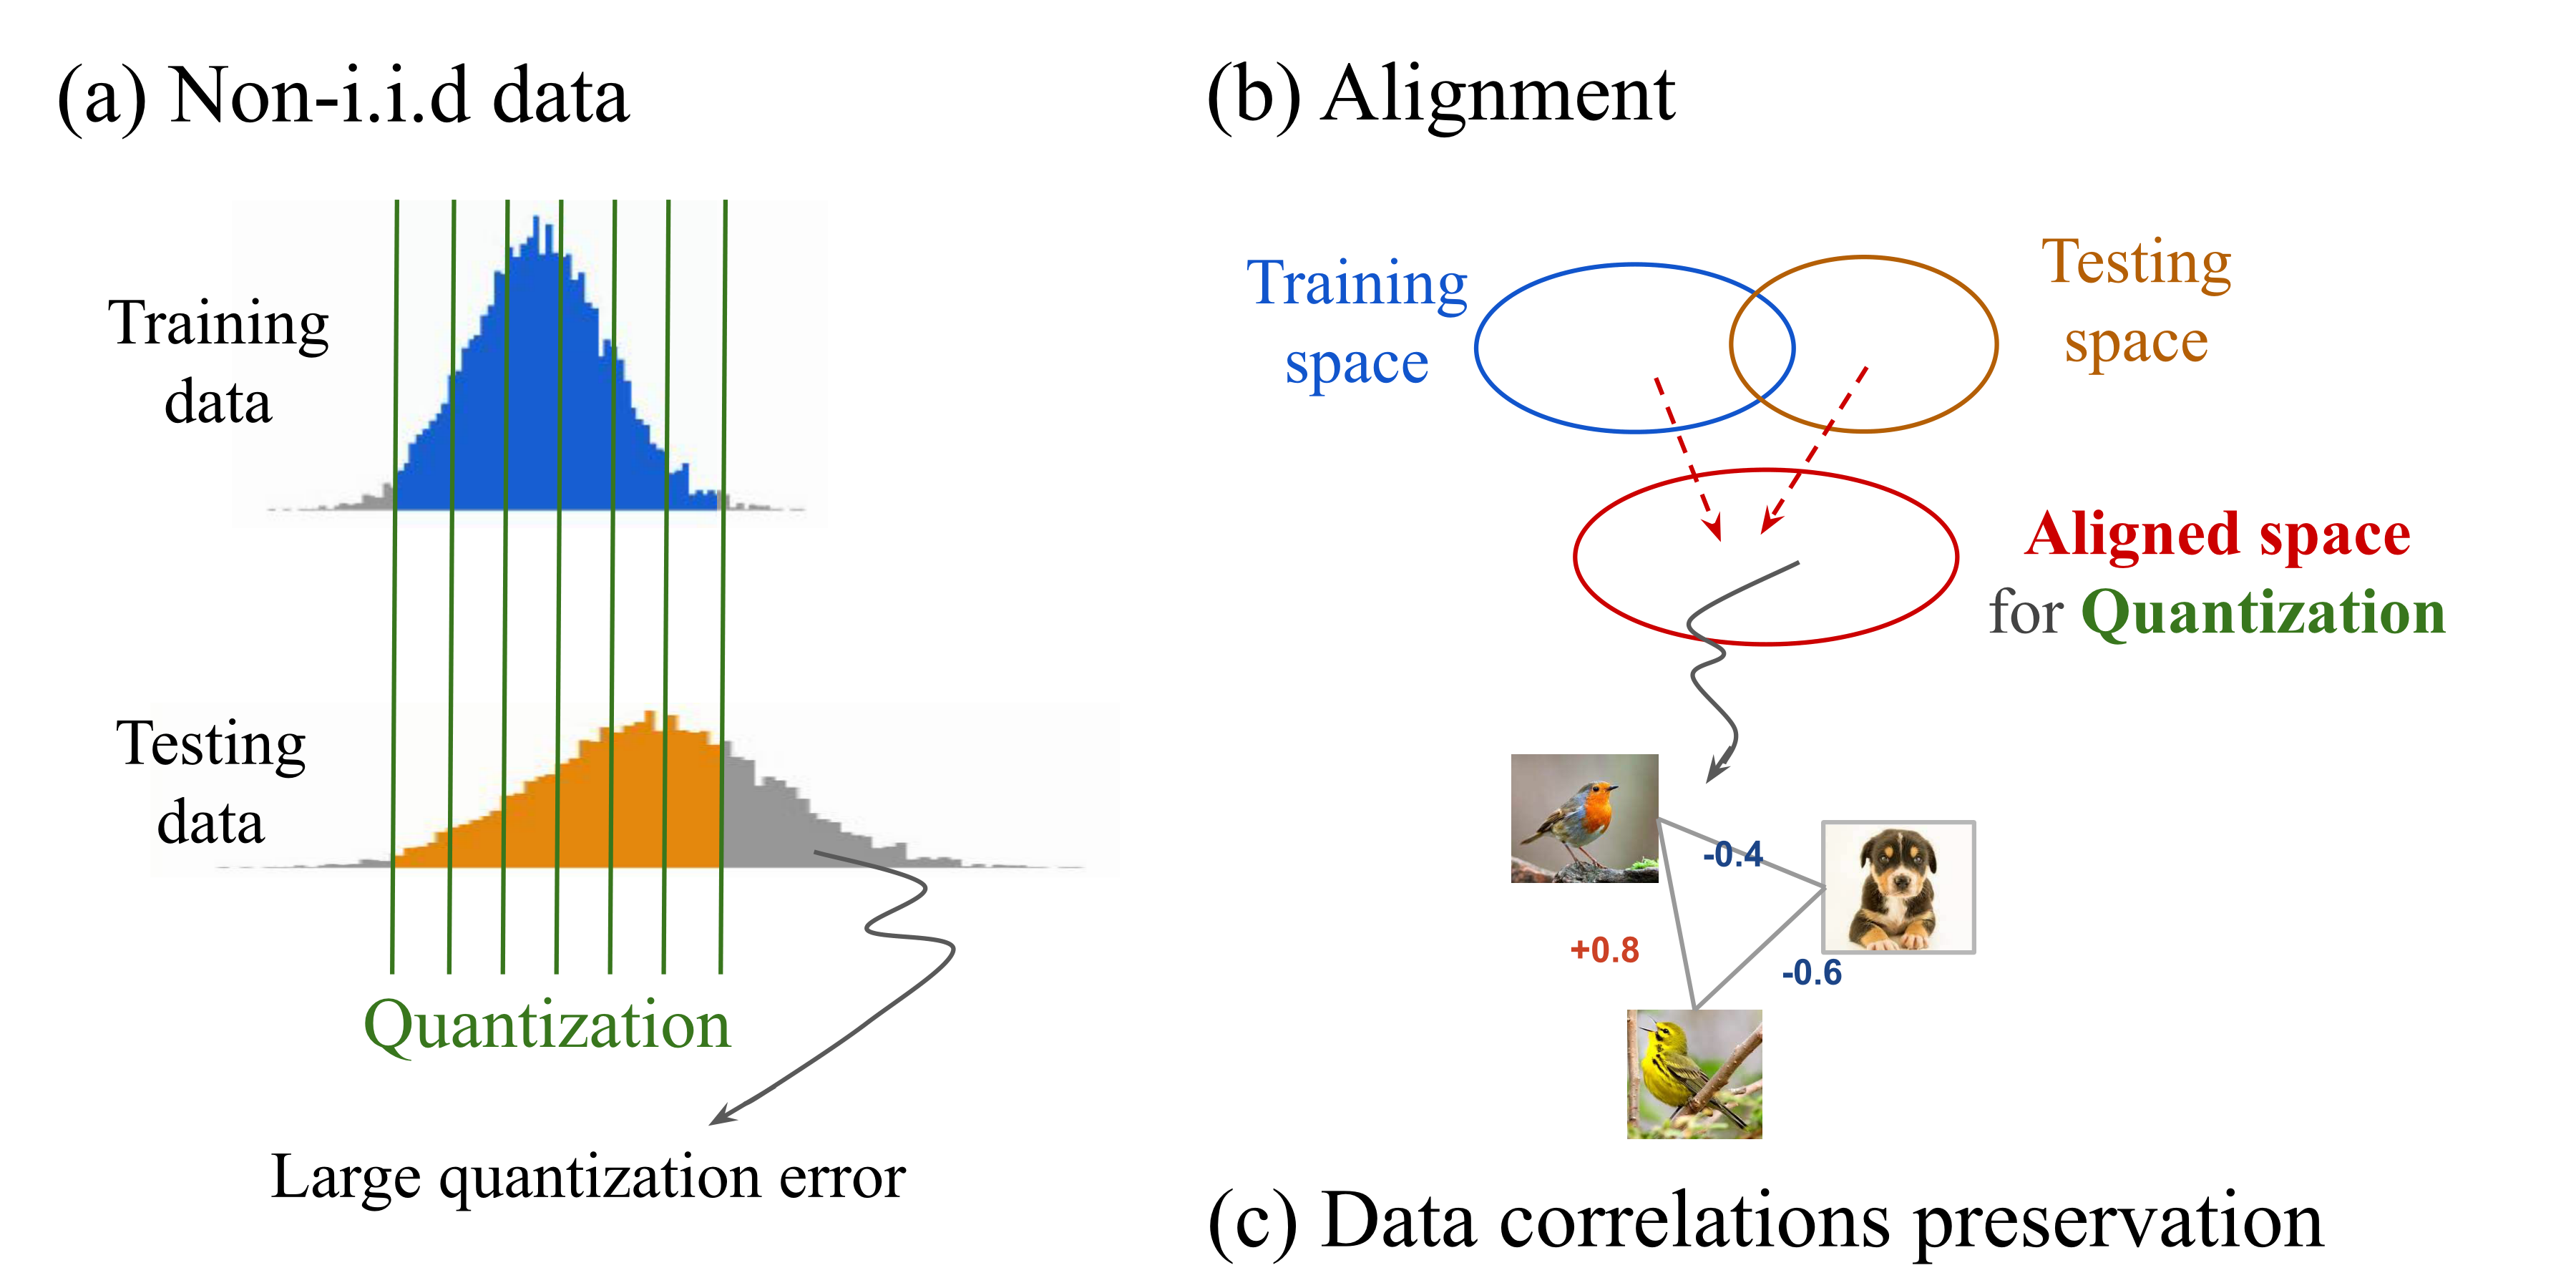 (a) Non-i.i.d data
Training
data
Testing
data
Quantization
Large quantization error
(b) Alignment
Training
space
Testing
space
Aligned space
for Quantization
-0.4
+0.8
-0.6
(c) Data correlations preservation